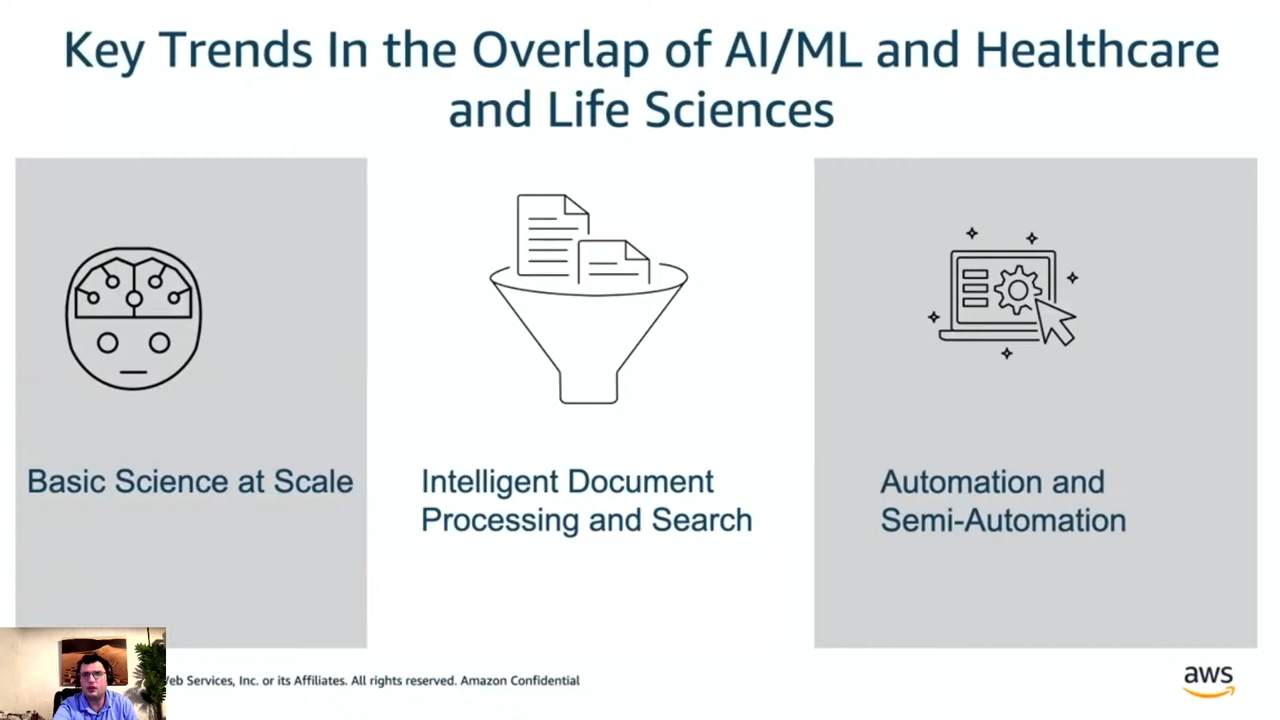 Key Trends In the Overlap of AI/ML and Healthcare
and Life Sciences
Basic Science at Scale
Intelligent Document
Processing and Search
Automation and
Semi-Automation
Services, Inc. or its Affiliates. All rights reserved. Amazon Confidential
aws